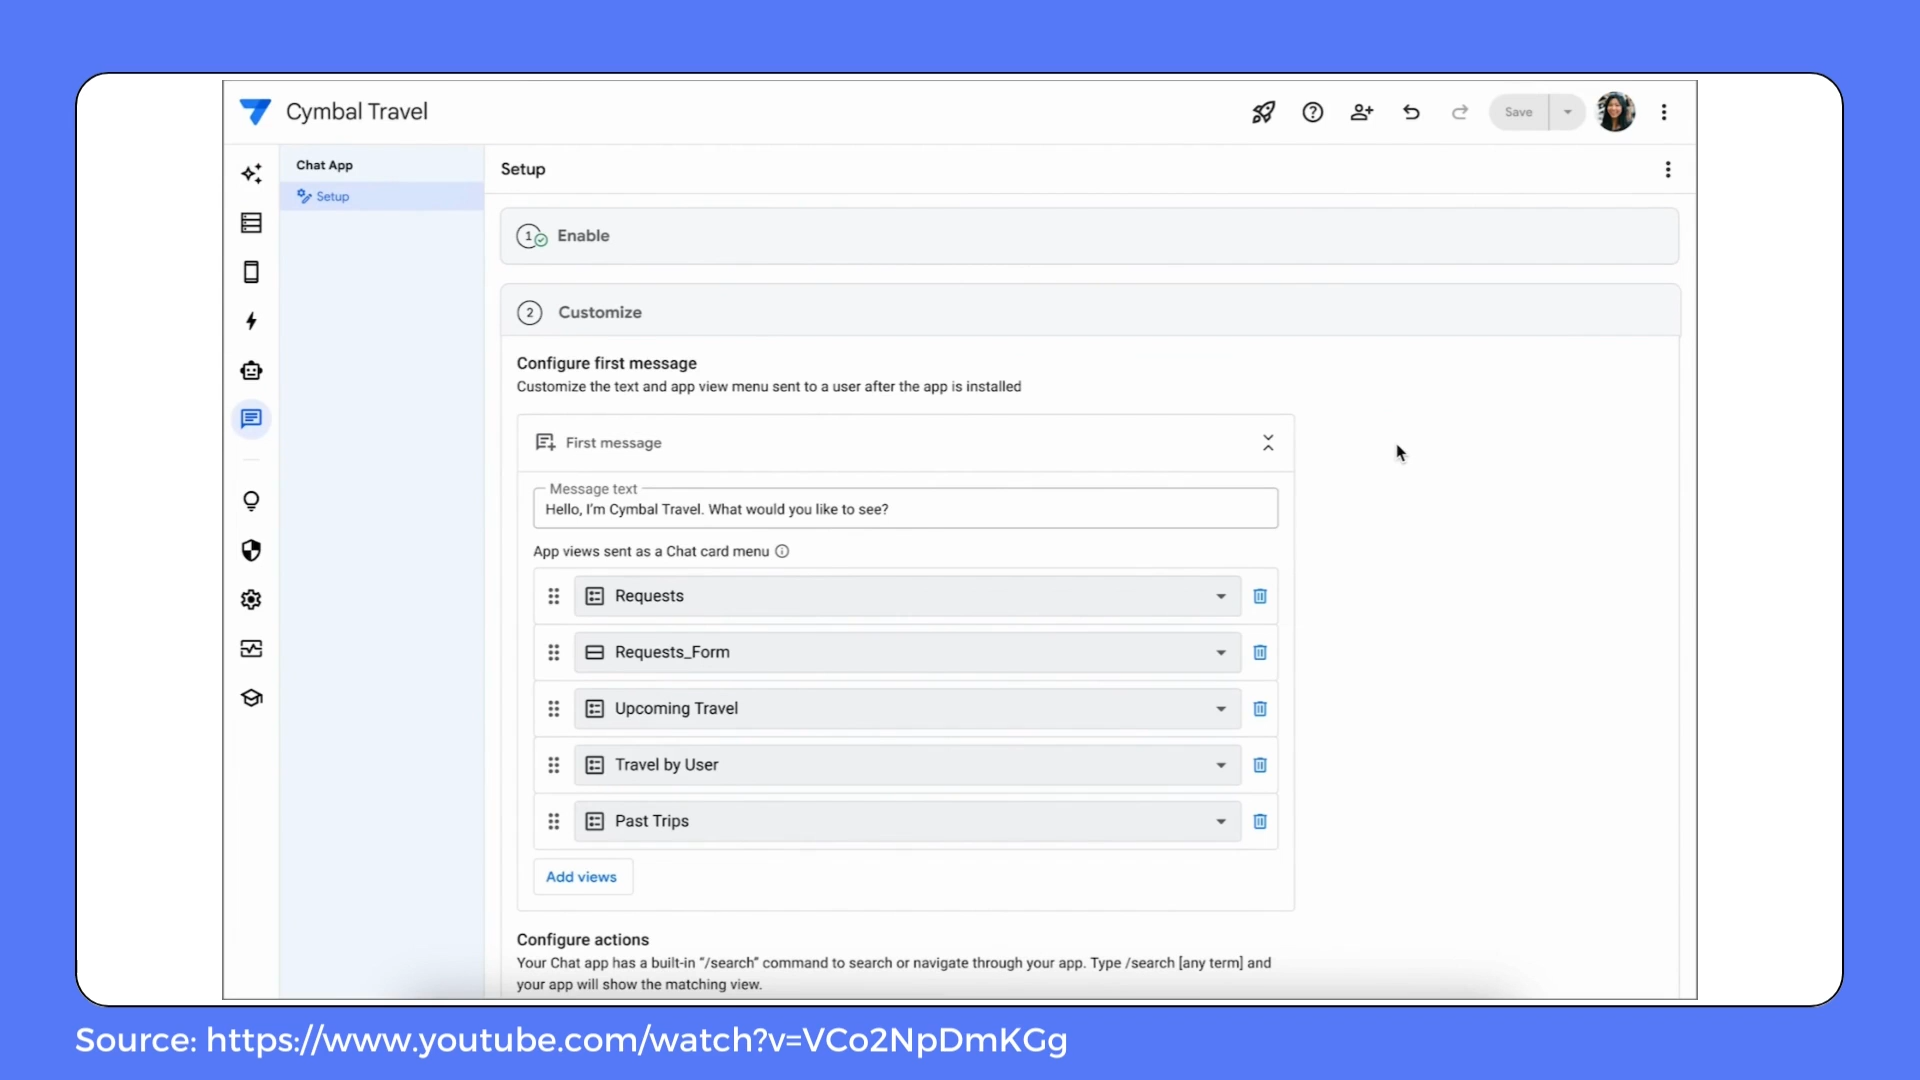 Cymbal Travel
Save
Chat App
Setup
Setup
1 Enable
2 Customize
Configure first message
Customize the text and app view menu sent to a user after the app is installed
First message
Message text
Hello, I'm Cymbal Travel. What would you like to see?
App views sent as a Chat card menu
Requests
Requests_Form
Upcoming Travel
Travel by User
Past Trips
Add views
Configure actions
Your Chat app has a built-in "/search" command to search or navigate through your app. Type /search [any term] and
your app will show the matching view.
Source: https://www.youtube.com/watch?v=VCo2NpDmKGg